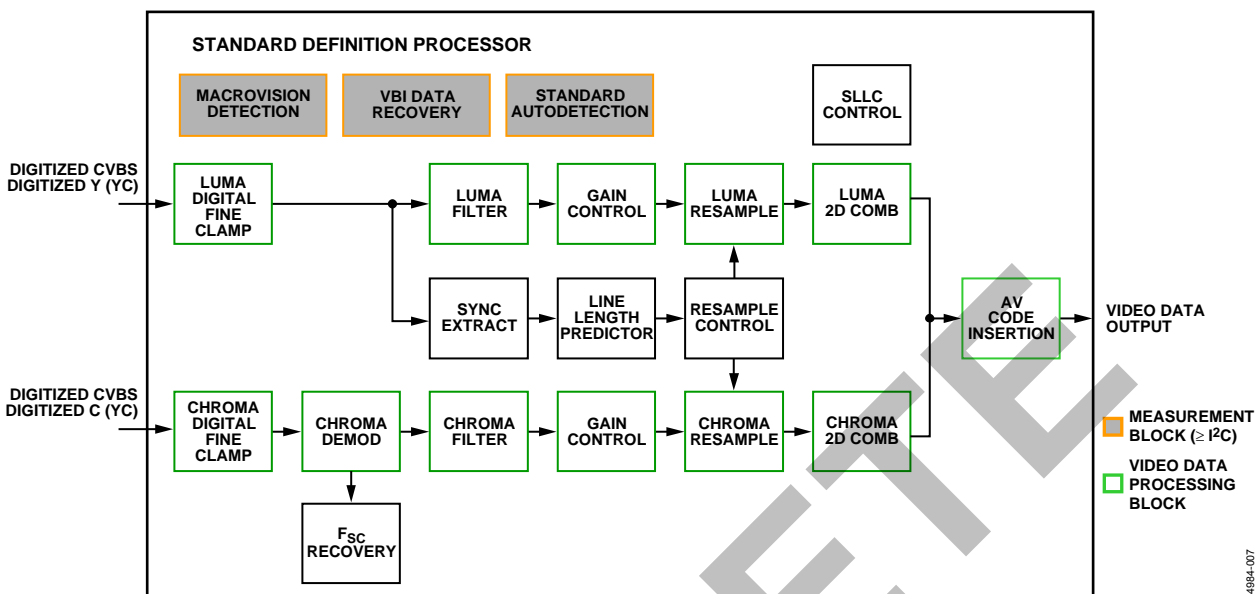 STANDARD DEFINITION PROCESSOR
MACROVISION
DETECTION
VBI DATA
RECOVERY
STANDARD
AUTODETECTION
SLLC
CONTROL
DIGITIZED CVBS
DIGITIZED Y (YC)
LUMA
DIGITAL
FINE
CLAMP
LUMA
FILTER
GAIN
CONTROL
LUMA
RESAMPLE
LUMA
2D COMB
SYNC
EXTRACT
LINE
LENGTH
PREDICTOR
RESAMPLE
CONTROL
AV
CODE
INSERTION
VIDEO DATA
OUTPUT
DIGITIZED CVBS
DIGITIZED C (YC)
CHROMA
DIGITAL
FINE
CLAMP
CHROMA
DEMOD
CHROMA
FILTER
GAIN
CONTROL
CHROMA
RESAMPLE
CHROMA
2D COMB
FSC
RECOVERY
MEASUREMENT
BLOCK (≥ I²C)
VIDEO DATA
PROCESSING
BLOCK
4984-007
ETE